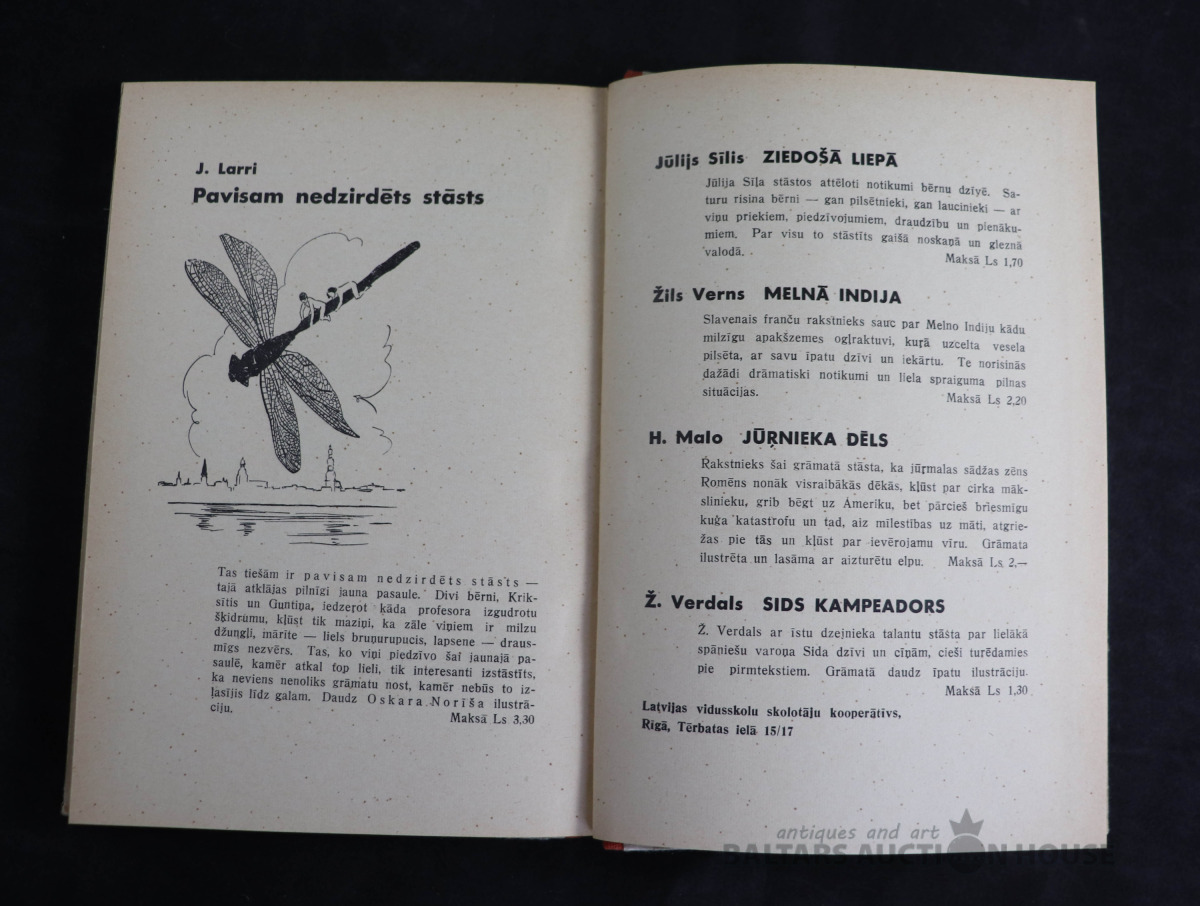 J. Larri
Pavisam nedzirdēts stāsts
Tas tiešām ir pavisam nedzirdēts stāsts —
tajā atklājas pilnīgi jauna pasaule. Divi bērni, Krik-
sītis un Guntiņa, iedzeŗot kāda profesora izgudrotu
šķidrumu, kļūst tik maziņi, ka zāle viņiem ir milzu
džungļi, mārīte — liels bruņurupucis, lapsene — draus-
mīgs nezvērs. Tas, ko viņi piedzīvo šai jaunajā pa-
saulē, kamēr atkal top lieli, tik interesanti izstāstīts,
ka neviens nenoliks grāmatu nost, kamēr nebūs to iz-
lasījis līdz galam. Daudz Oskara Norīša ilustrā-
ciju.
Maksā Ls 3,30
Jūlijs Sīlis ZIEDOŠĀ LIEPĀ
Jūlija Sīļa stāstos attēloti notikumi bērnu dzīvē. Sa-
turu risina bērni — gan pilsētnieki, gan laucinieki — ar
viņu priekiem, piedzīvojumiem, draudzību un pienāku-
miem. Par visu to stāstīts gaišā noskaņā un gleznā
valodā.
Maksā Ls 1,70
Žils Verns MELNĀ INDIJA
Slavenais franču rakstnieks sauc par Melno Indiju kādu
milzīgu apakšzemes ogļraktuvi, kuŗā uzcelta vesela
pilsēta, ar savu īpatu dzīvi un iekārtu. Te norisinās
dažādi drāmatiski notikumi un liela spraiguma pilnas
situācijas.
Maksā Ls 2,20
H. Malo JŪŖNIEKA DĒLS
Rakstnieks šai grāmatā stāsta, ka jūrmalas sādžas zēns
Romēns nonāk visraibākās dēkās, kļūst par cirka māk-
slinieku, grib bēgt uz Ameriku, bet pārcieš briesmīgu
kuģa katastrofu un tad, aiz mīlestības uz māti, atgrie-
žas pie tās un kļūst par ievērojamu vīru. Grāmata
ilustrēta un lasāma ar aizturētu elpu. Maksā Ls 2,—
Ž. Verdals SIDS KAMPEADORS
Ž. Verdals ar īstu dzejnieka talantu stāsta par lielākā
spāņiešu varoņa Sida dzīvi un cīņām, cieši turēdamies
pie pirmtekstiem. Grāmatā daudz īpatu ilustrāciju.
Maksā Ls 1,30
Latvijas vidusskolu skolotāju kooperātīvs,
Rīgā, Tērbatas ielā 15/17
antiques and art
BALTARS AUCTION HOUSE